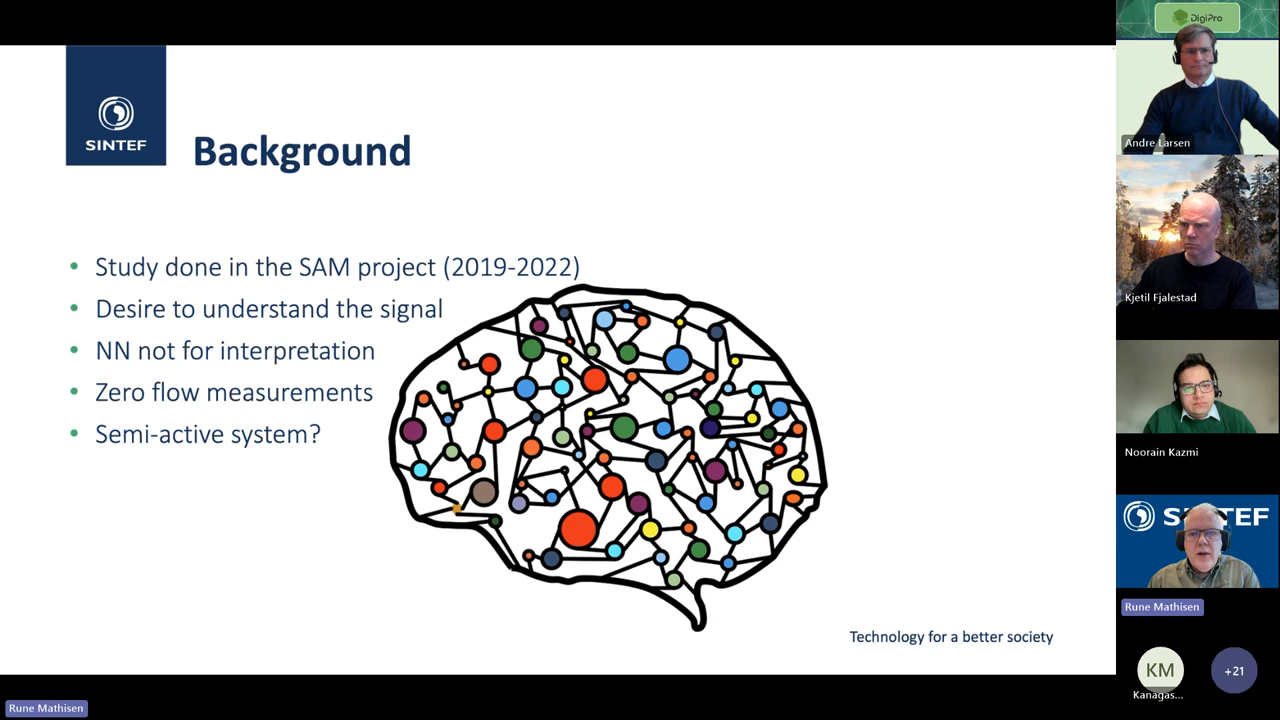 SINTEF
Background
• Study done in the SAM project (2019-2022)
• Desire to understand the signal
• NN not for interpretation
• Zero flow measurements
• Semi-active system?
Technology for a better society
Rune Mathisen
DigiPro
Andre Larsen
Kjetil Fjalestad
Noorain Kazmi
S TEF
Rune Mathisen
KM
+21
Kanagas...